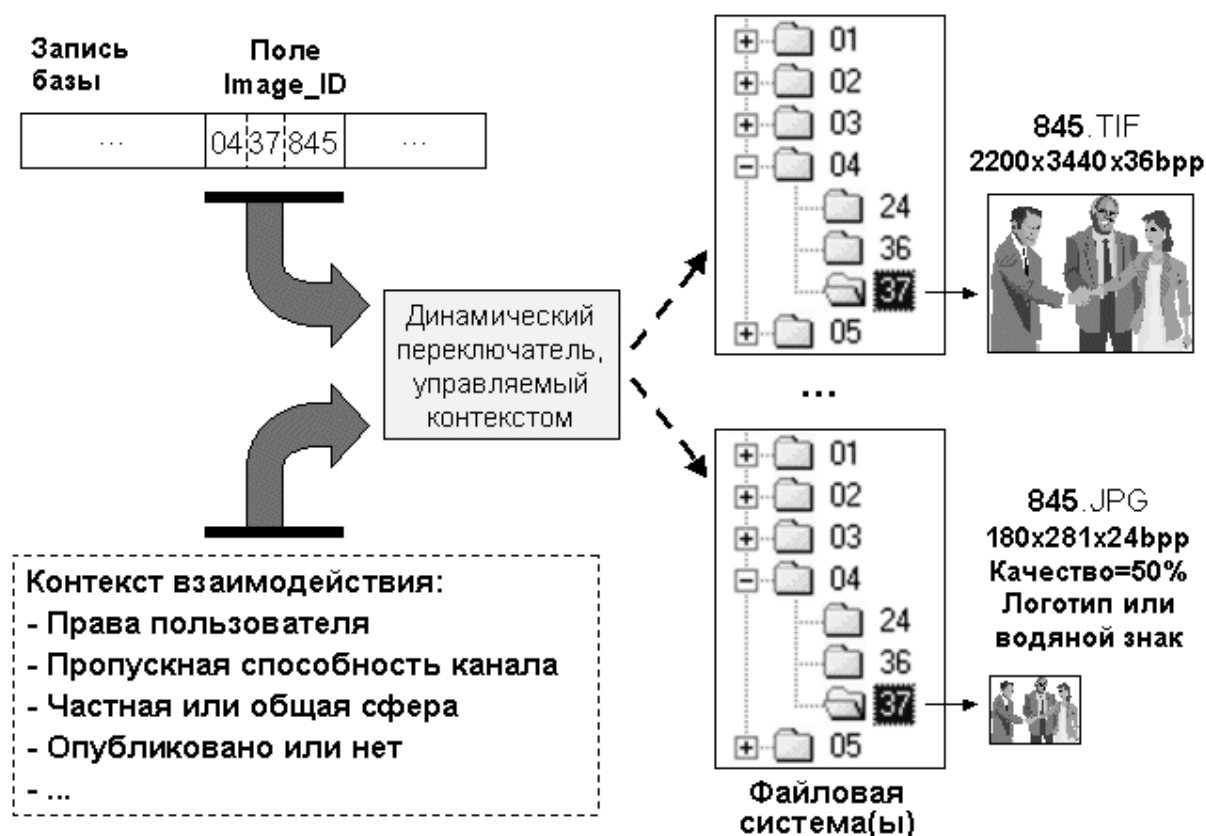 Запись
базы
Поле
Image_ID
...
04 37 845
...
Динамический
переключатель,
управляемый
контекстом
Контекст взаимодействия:
- Права пользователя
- Пропускная способность канала
- Частная или общая сфера
- Опубликовано или нет
- ...
01
02
03
04
24
36
37
05
845.TIF
2200x3440x36bpp
...
01
02
03
04
24
36
37
05
845.JPG
180x281x24bpp
Качество=50%
Логотип или
водяной знак
Файловая
система(ы)